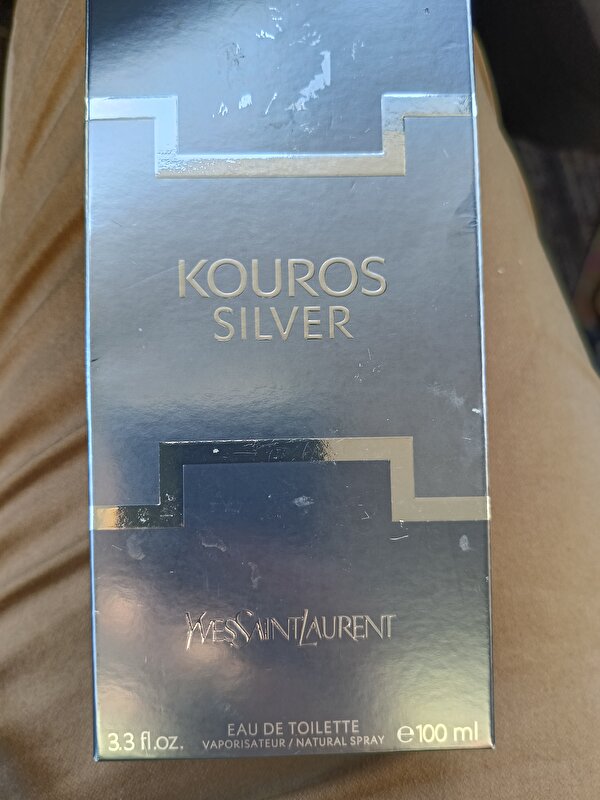 KOUROS
SILVER
YVESSAINTLAURENT
EAU DE TOILETTE
3.3 fl.oz. VAPORISATEUR / NATURAL SPRAY ℮100 ml